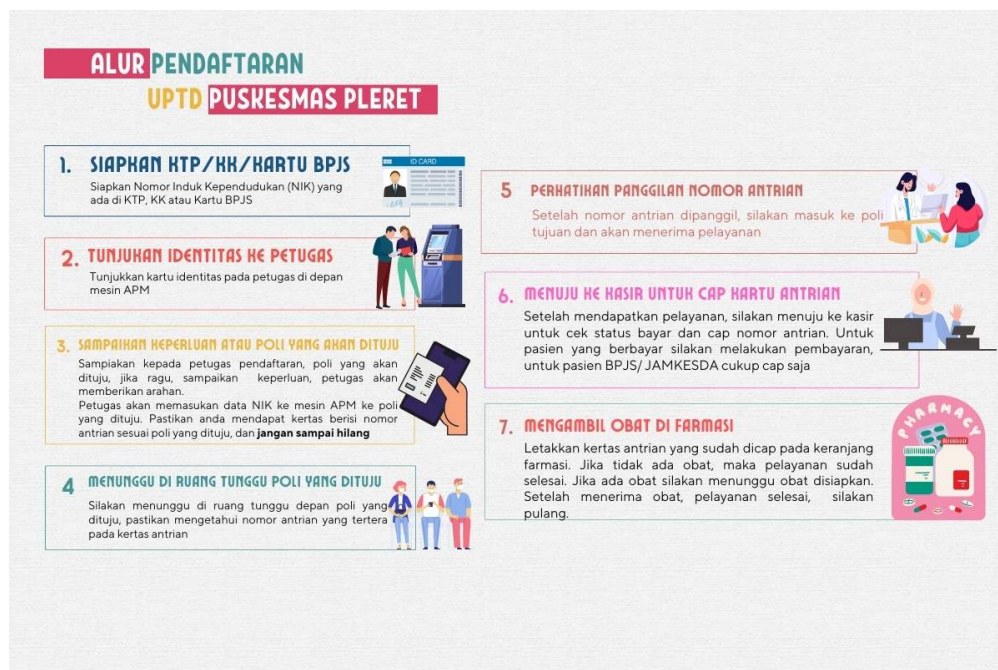 ALUR PENDAFTARAN
UPTD PUSKESMAS PLERET
1. SIAPKAN KTP/KK/KARTU BPJS
Siapkan Nomor Induk Kependudukan (NIK) yang
ada di KTP, KK atau Kartu BPJS
ID CARD
2. TUNJUKAN IDENTITAS KE PETUGAS
Tunjukkan kartu identitas pada petugas di depan
mesin APM
3. SAMPAIKAN KEPERLUAN ATAU POLI YANG AKAN DITUJU
Sampiakan kepada petugas pendaftaran, poli yang akan
dituju, jika ragu, sampaikan keperluan, petugas akan
memberikan arahan.
Petugas akan memasukan data NIK ke mesin APM ke poli
yang dituju. Pastikan anda mendapat kertas berisi nomor
antrian sesuai poli yang dituju, dan jangan sampai hilang
4 MENUNGGU DI RUANG TUNGGU POLI YANG DITUJU
Silakan menunggu di ruang tunggu depan poli yang
dituju, pastikan mengetahui nomor antrian yang tertera
pada kertas antrian
5 PERHATIKAN PANGGILAN NOMOR ANTRIAN
Setelah nomor antrian dipanggil, silakan masuk ke poli
tujuan dan akan menerima pelayanan
6. MENUJU KE KASIR UNTUK CAP KARTU ANTRIAN
Setelah mendapatkan pelayanan, silakan menuju ke kasir
untuk cek status bayar dan cap nomor antrian. Untuk
pasien yang berbayar silakan melakukan pembayaran,
untuk pasien BPJS/ JAMKESDA cukup cap saja
7. MENGAMBIL OBAT DI FARMASI
Letakkan kertas antrian yang sudah dicap pada keranjang
farmasi. Jika tidak ada obat, maka pelayanan sudah
selesai. Jika ada obat silakan menunggu obat disiapkan.
Setelah menerima obat, pelayanan selesai, silakan
pulang.
PHARMACY